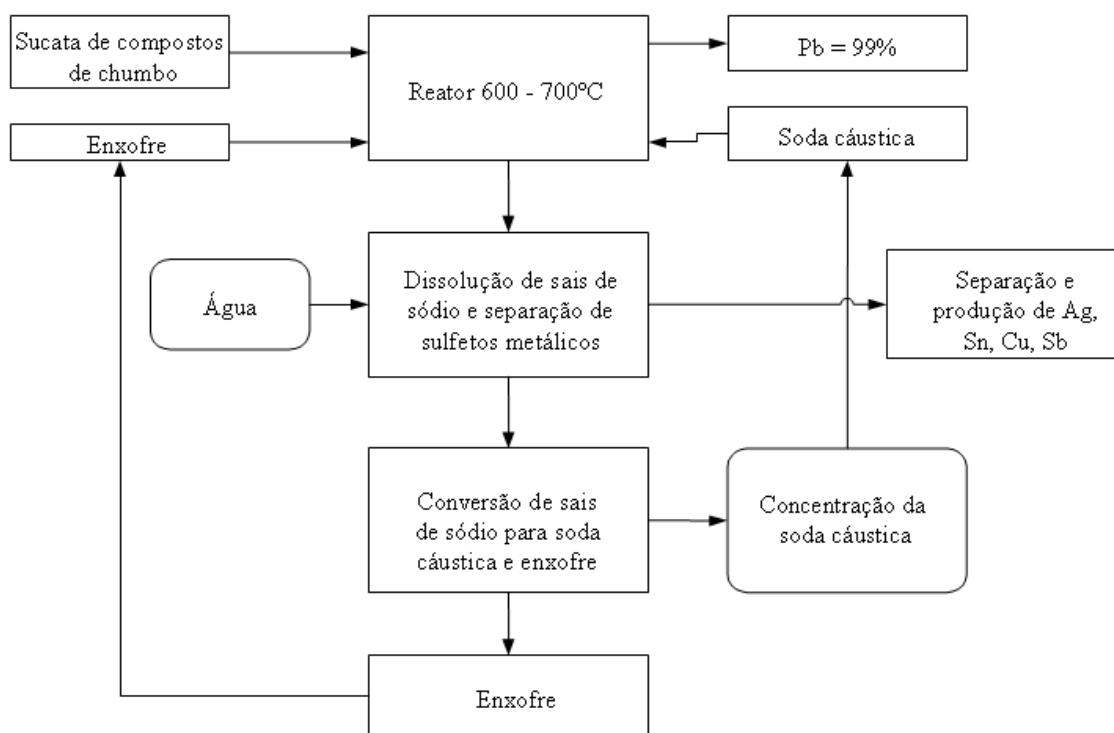 Sucata de compostos
de chumbo
Reator 600 - 700ºC
Pb = 99%
Enxofre
Soda cáustica
Água
Dissolução de sais de
sódio e separação de
sulfetos metálicos
Separação e
produção de Ag,
Sn, Cu, Sb
Conversão de sais
de sódio para soda
cáustica e enxofre
Concentração da
soda cáustica
Enxofre